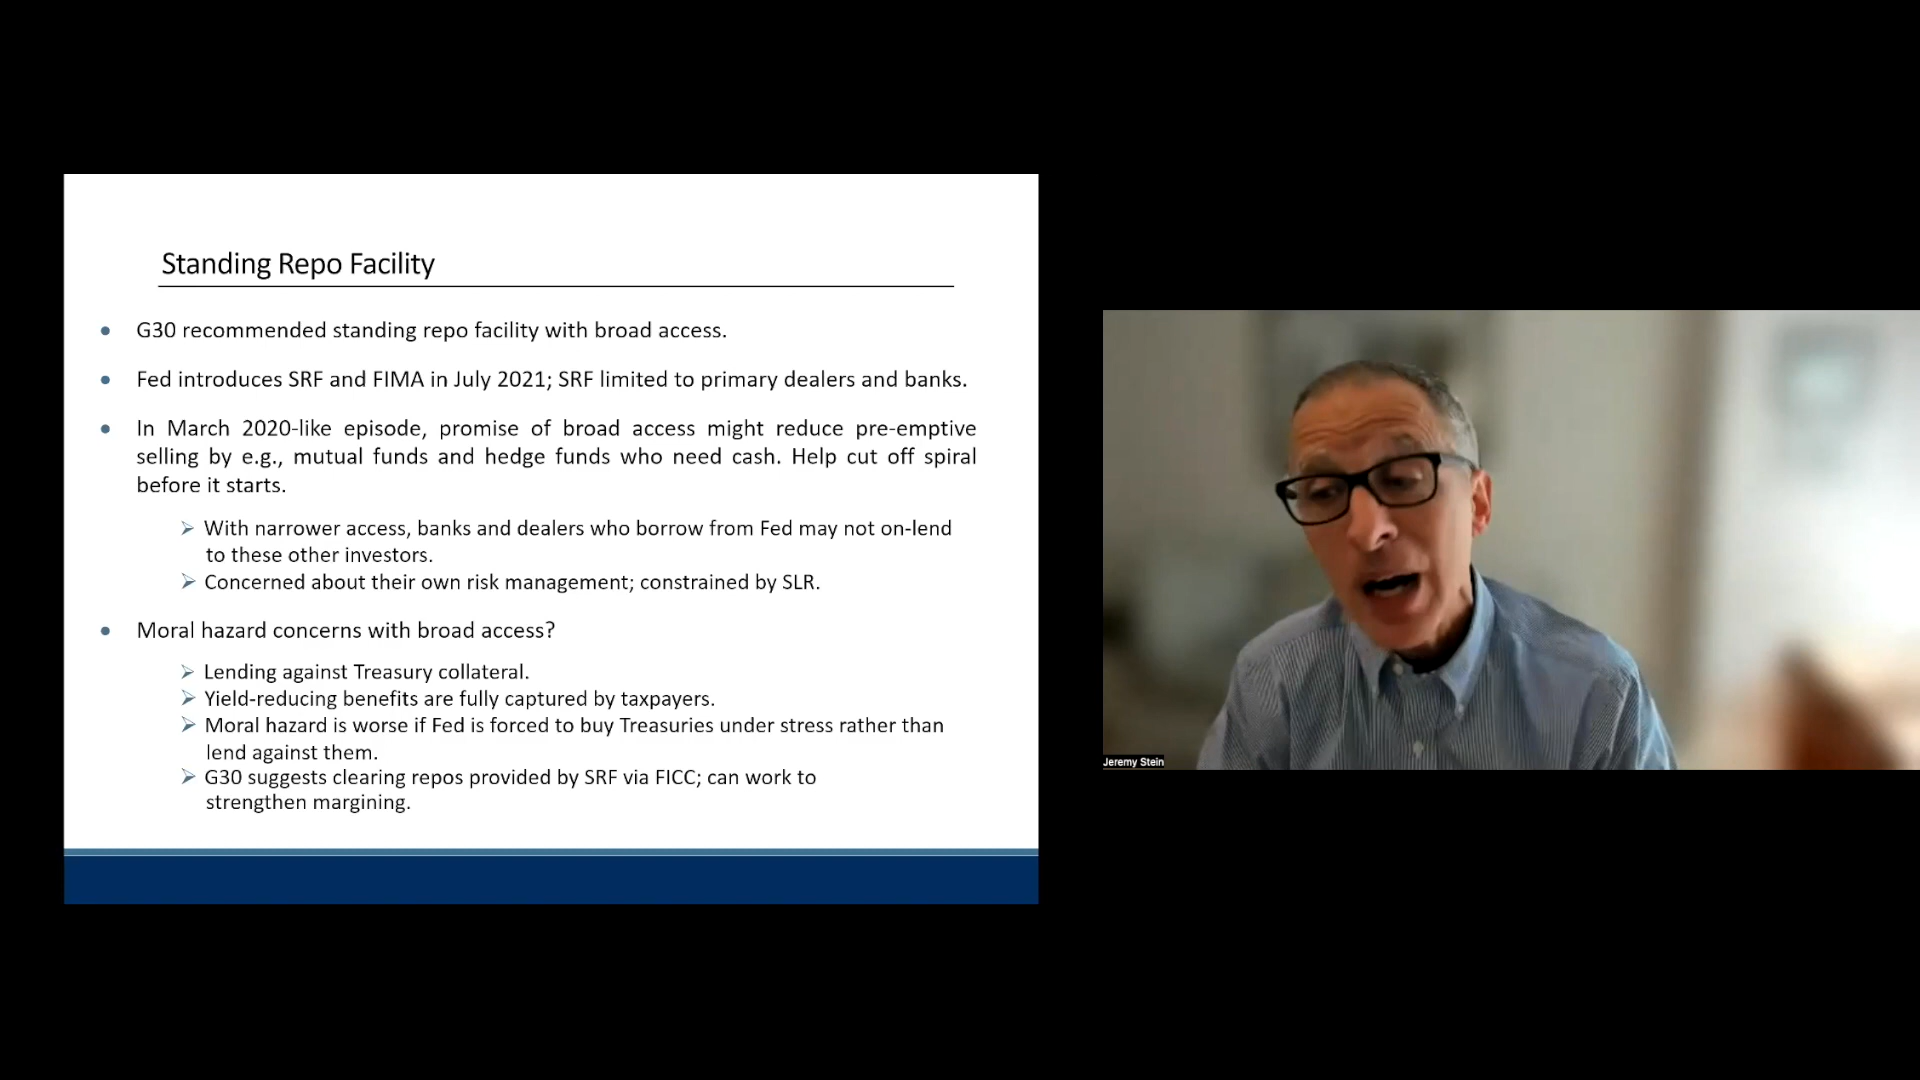 Standing Repo Facility
G30 recommended standing repo facility with broad access.
Fed introduces SRF and FIMA in July 2021; SRF limited to primary dealers and banks.
In March 2020-like episode, promise of broad access might reduce pre-emptive
selling by e.g., mutual funds and hedge funds who need cash. Help cut off spiral
before it starts.
With narrower access, banks and dealers who borrow from Fed may not on-lend
to these other investors.
Concerned about their own risk management; constrained by SLR.
Moral hazard concerns with broad access?
Lending against Treasury collateral.
Yield-reducing benefits are fully captured by taxpayers.
Moral hazard is worse if Fed is forced to buy Treasuries under stress rather than
lend against them.
G30 suggests clearing repos provided by SRF via FICC; can work to
strengthen margining.
Jeremy Stein